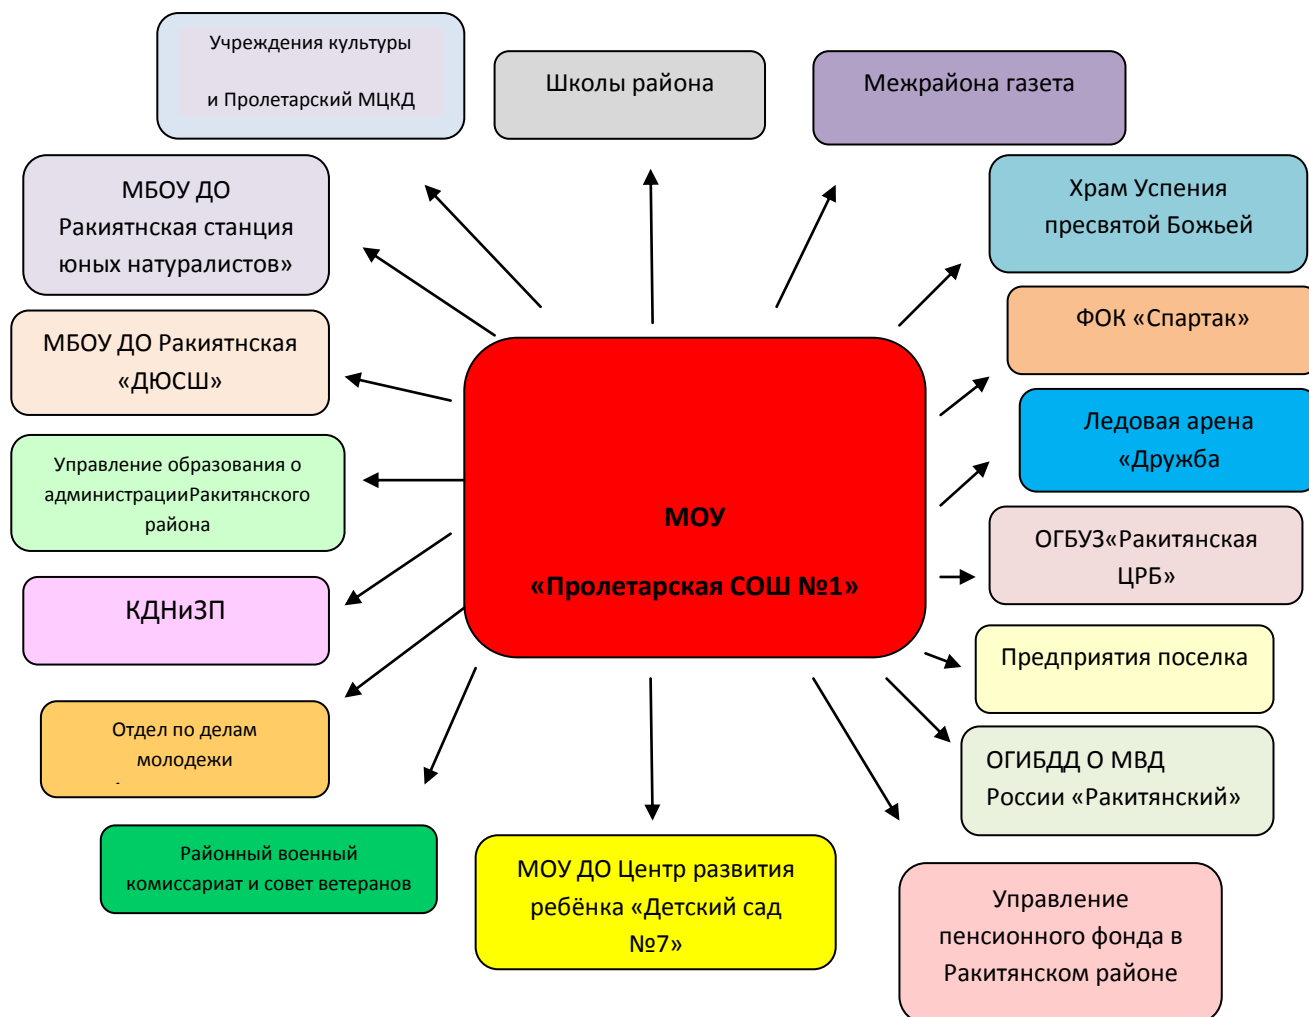 Учреждения культуры
и Пролетарский МЦКД
Школы района
Межрайона газета
МБОУ ДО
Ракиятнская станция
юных натуралистов»
Храм Успения
пресвятой Божьей
ФОК «Спартак»
МБОУ ДО Ракиятнская
«ДЮСШ»
Ледовая арена
«Дружба
Управление образования о
администрацииРакитянского
района
МОУ
«Пролетарская СОШ №1»
ОГБУЗ«Ракитянская
ЦРБ»
КДНиЗП
Предприятия поселка
Отдел по делам
молодежи
ОГИБДД О МВД
России «Ракитянский»
Районный военный
комиссариат и совет ветеранов
МОУ ДО Центр развития
ребёнка «Детский сад
№7»
Управление
пенсионного фонда в
Ракитянском районе